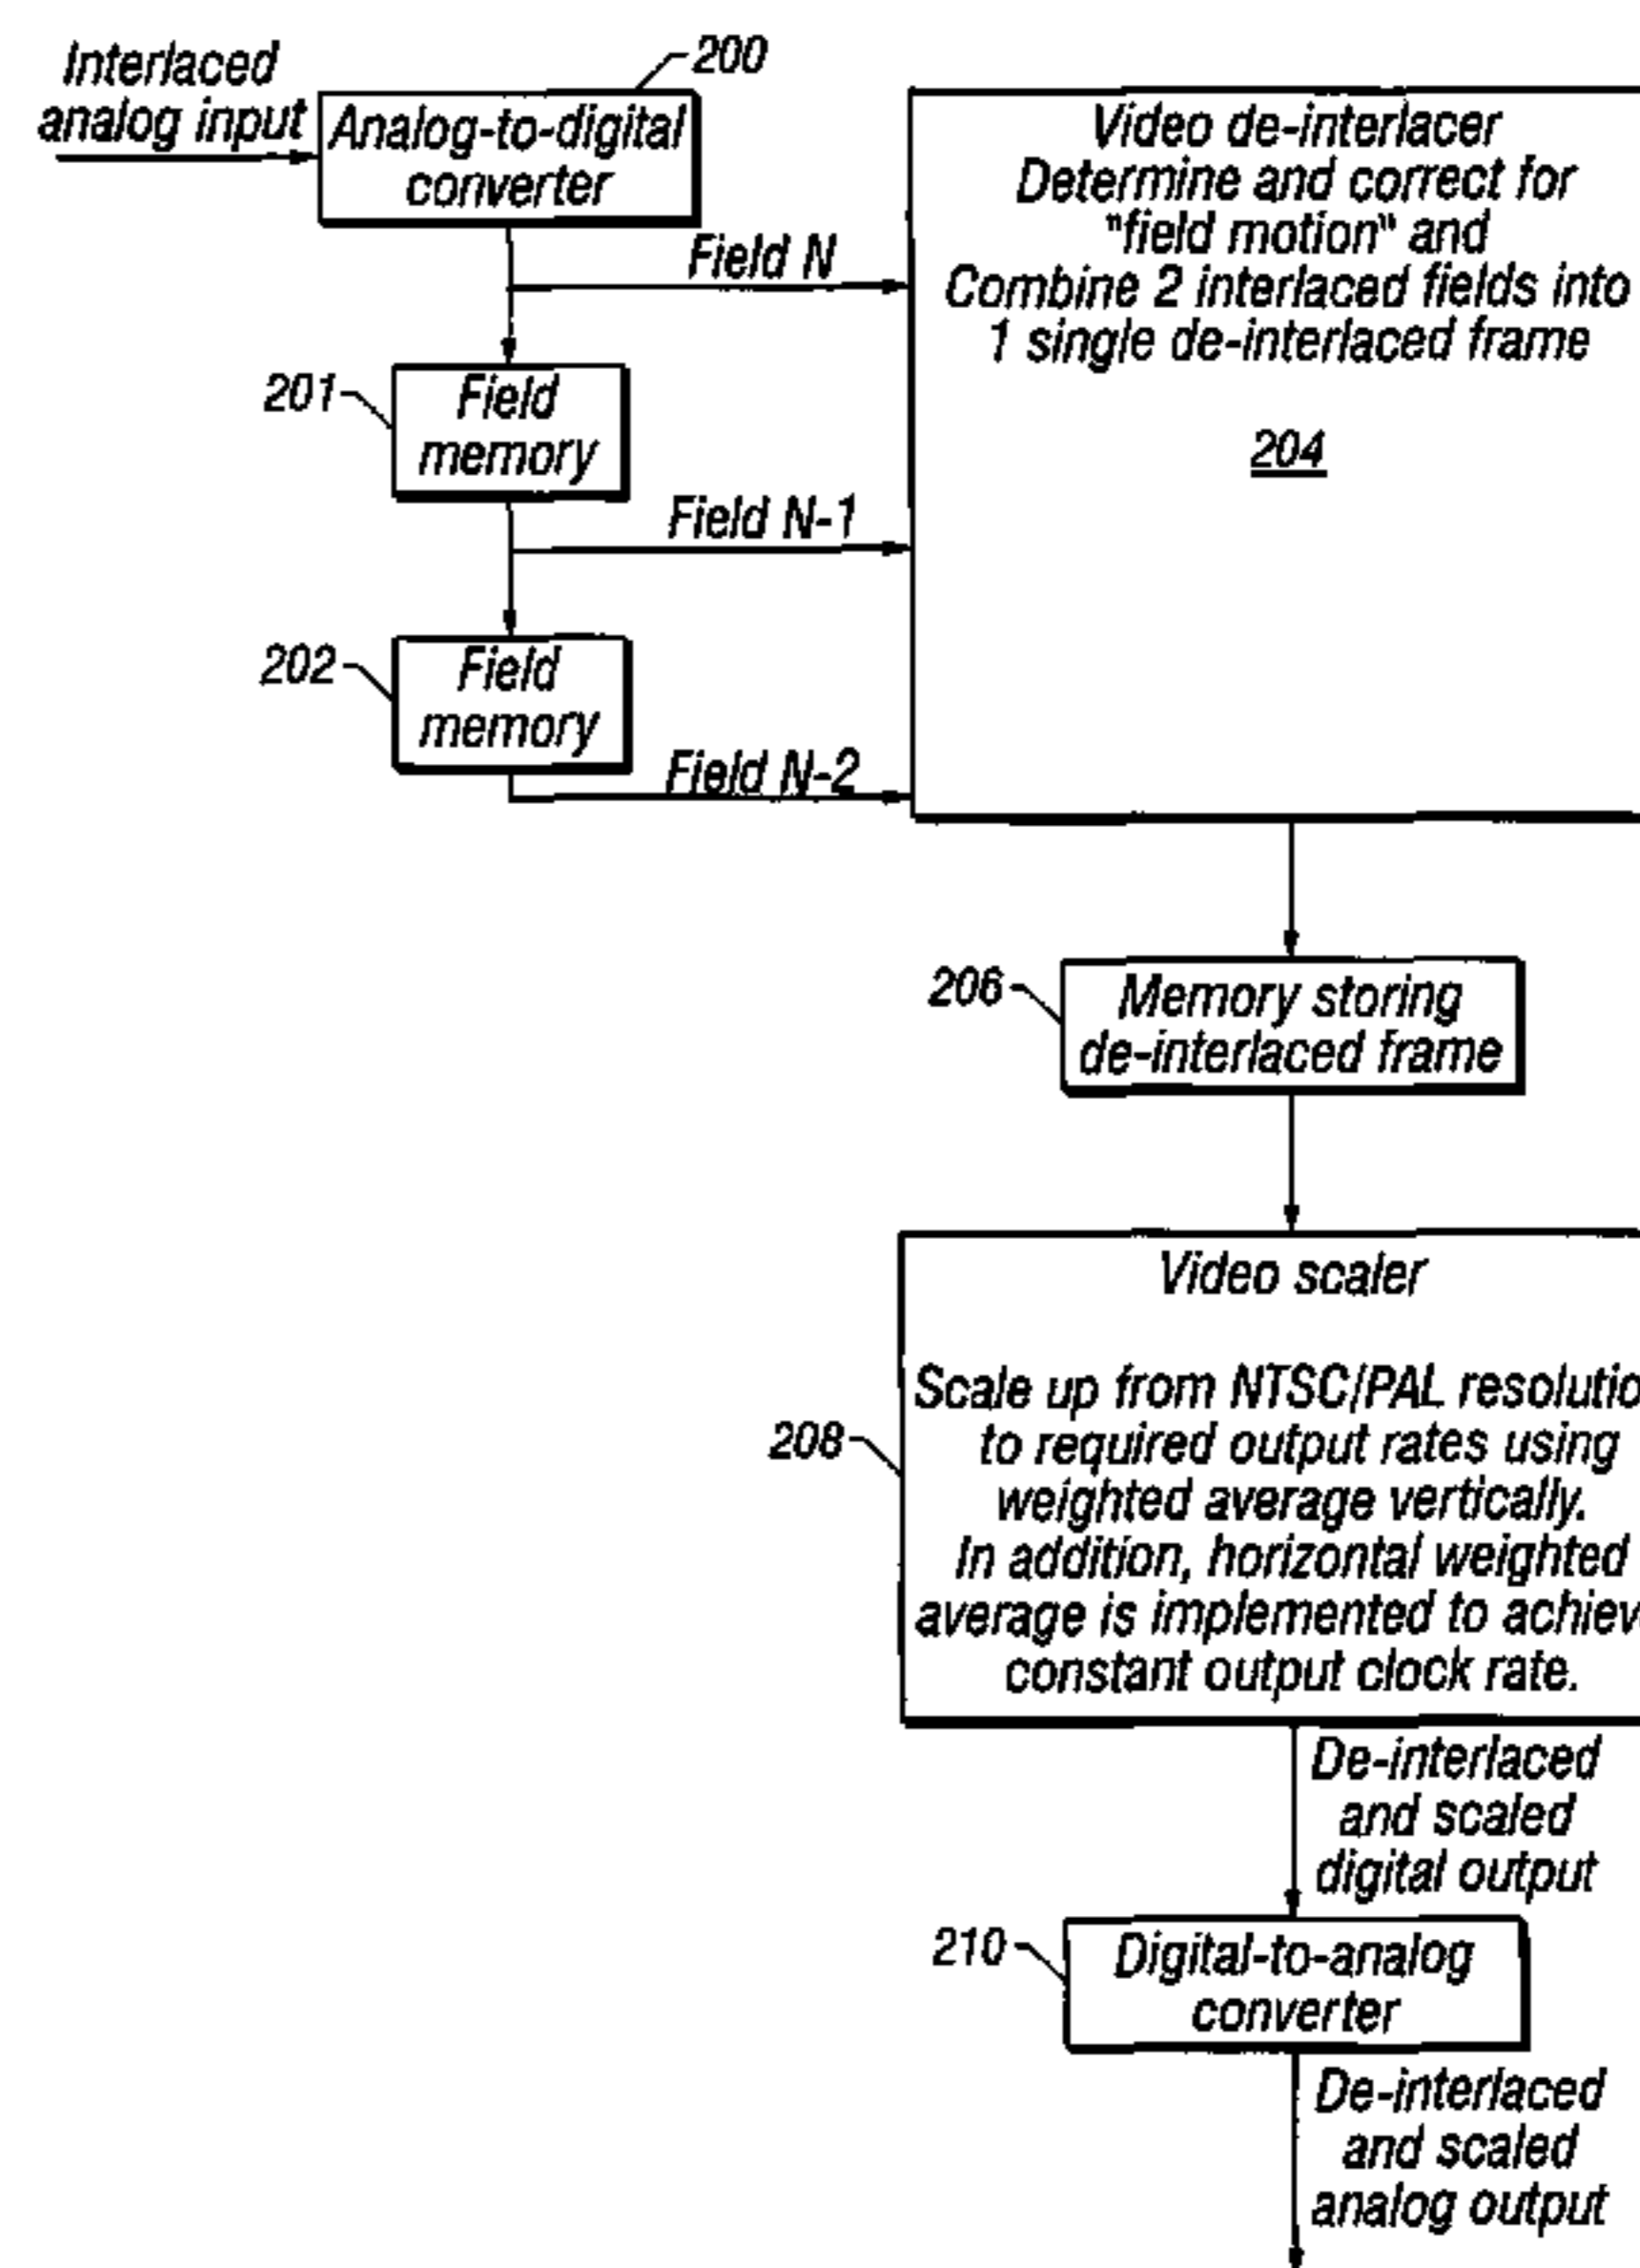 Interlaced
analog input
200
Analog-to-digital
converter
Field N
201
Field
memory
Field N-1
202
Field
memory
Field N-2
Video de-interlacer
Determine and correct for
"field motion" and
Combine 2 interlaced fields into
1 single de-interlaced frame
204
206
Memory storing
de-interlaced frame
208
Video scaler
Scale up from NTSC/PAL resolutio
to required output rates using
weighted average vertically.
In addition, horizontal weighted
average is implemented to achieve
constant output clock rate.
De-interlaced
and scaled
digital output
210
Digital-to-analog
converter
De-interlaced
and scaled
analog output